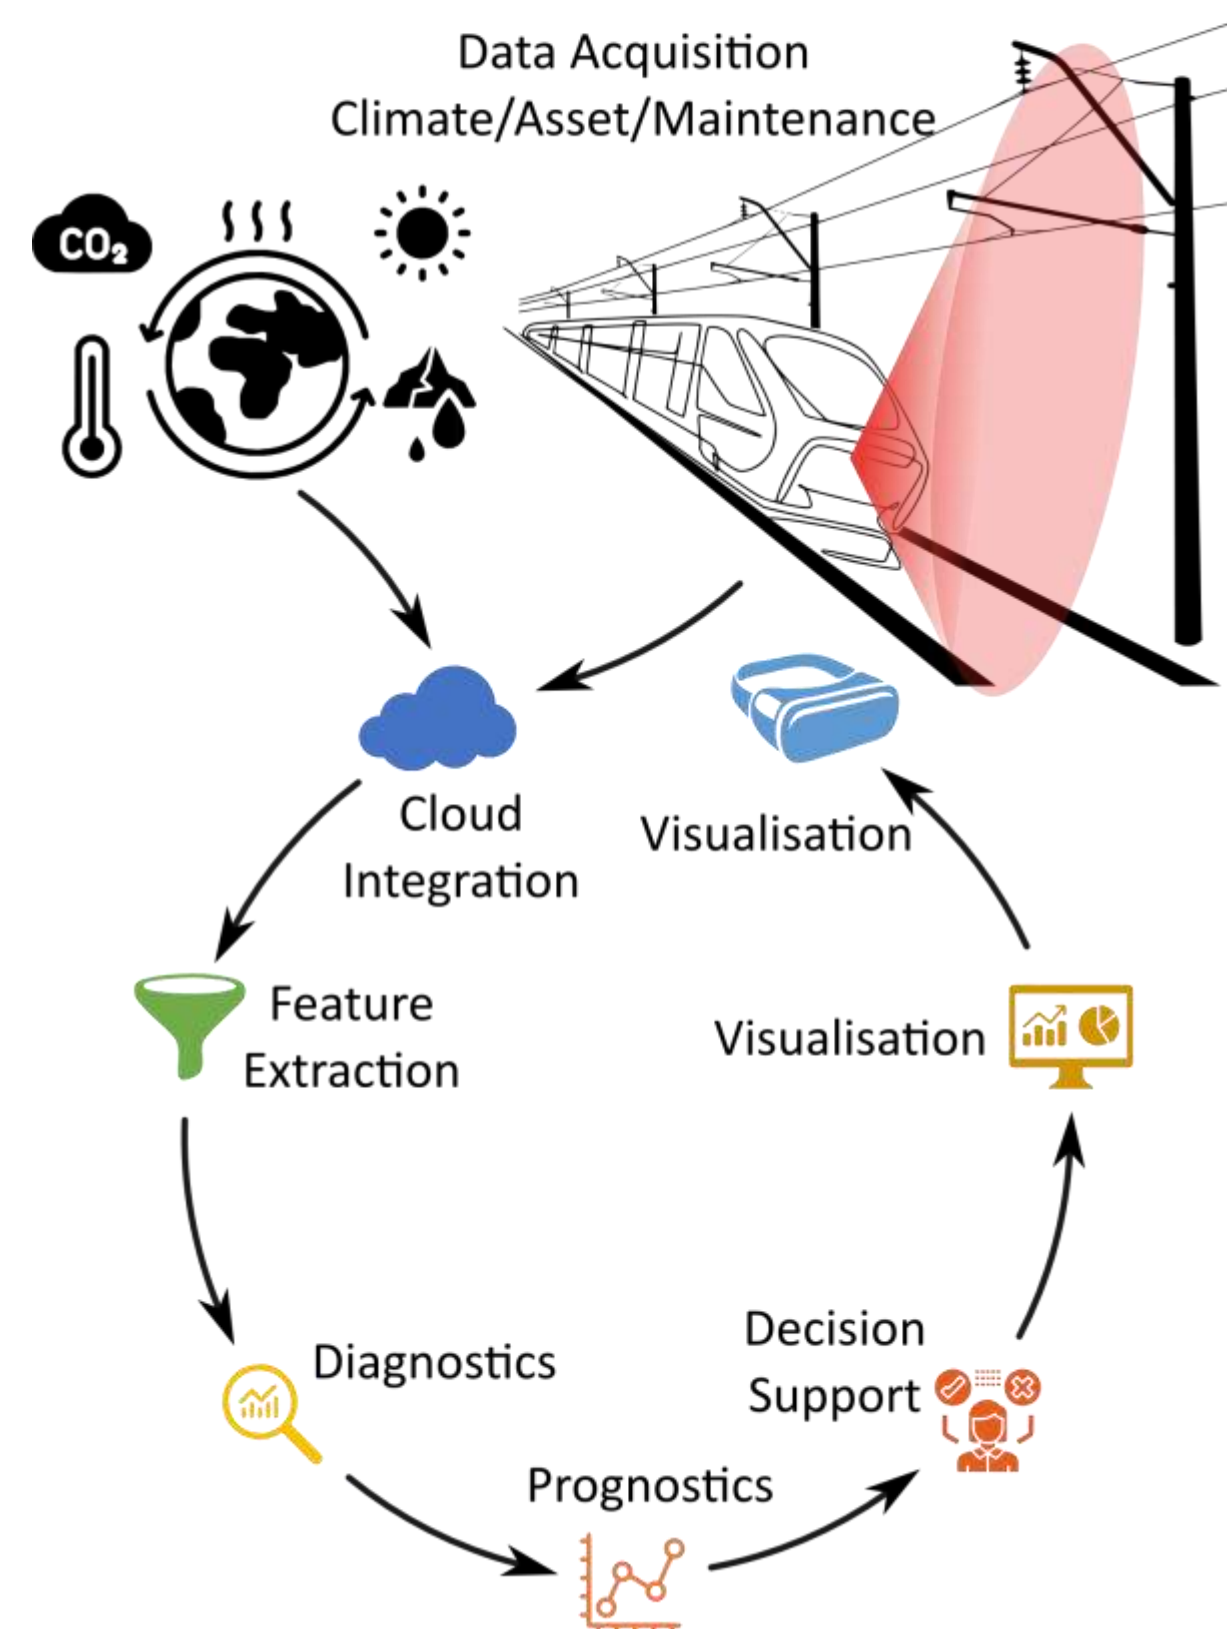 Data Acquisition
Climate/Asset/Maintenance
CO₂
Cloud
Integration
Visualisation
Feature
Extraction
Visualisation
Diagnostics
Decision
Support
Prognostics